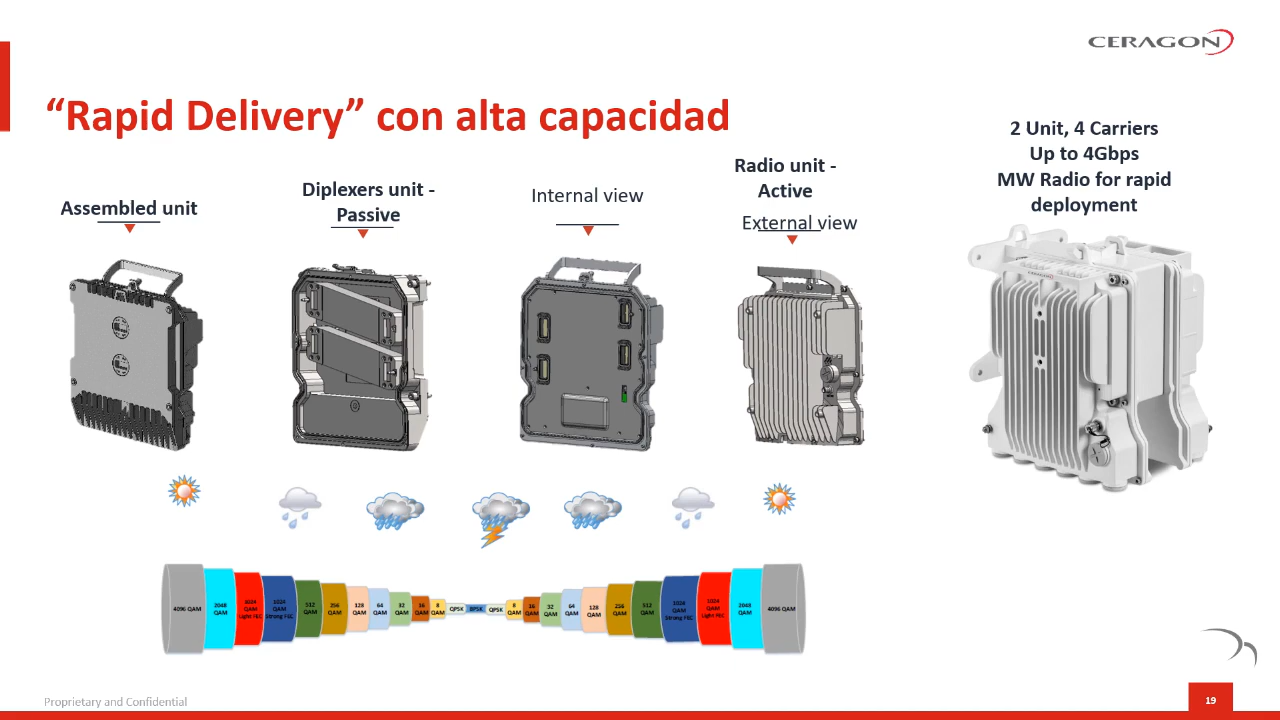 CERAGON
“Rapid Delivery” con alta capacidad
2 Unit, 4 Carriers
Up to 4Gbps
MW Radio for rapid
deployment
Assembled unit
Diplexers unit -
Passive
Internal view
Radio unit -
Active
External view
CERAGON
4096 QAM
2048
QAM
1024
QAM
Light FEC
1024
QAM
Strong FEC
512
QAM
256
QAM
128
QAM
64
QAM
32
QAM
16
QAM
8
QAM
QPSK
BPSK
QPSK
8
QAM
16
QAM
32
QAM
64
QAM
128
QAM
256
QAM
512
QAM
1024
QAM
Strong FEC
1024
QAM
Light FEC
2048
QAM
4096 QAM
Proprietary and Confidential
19